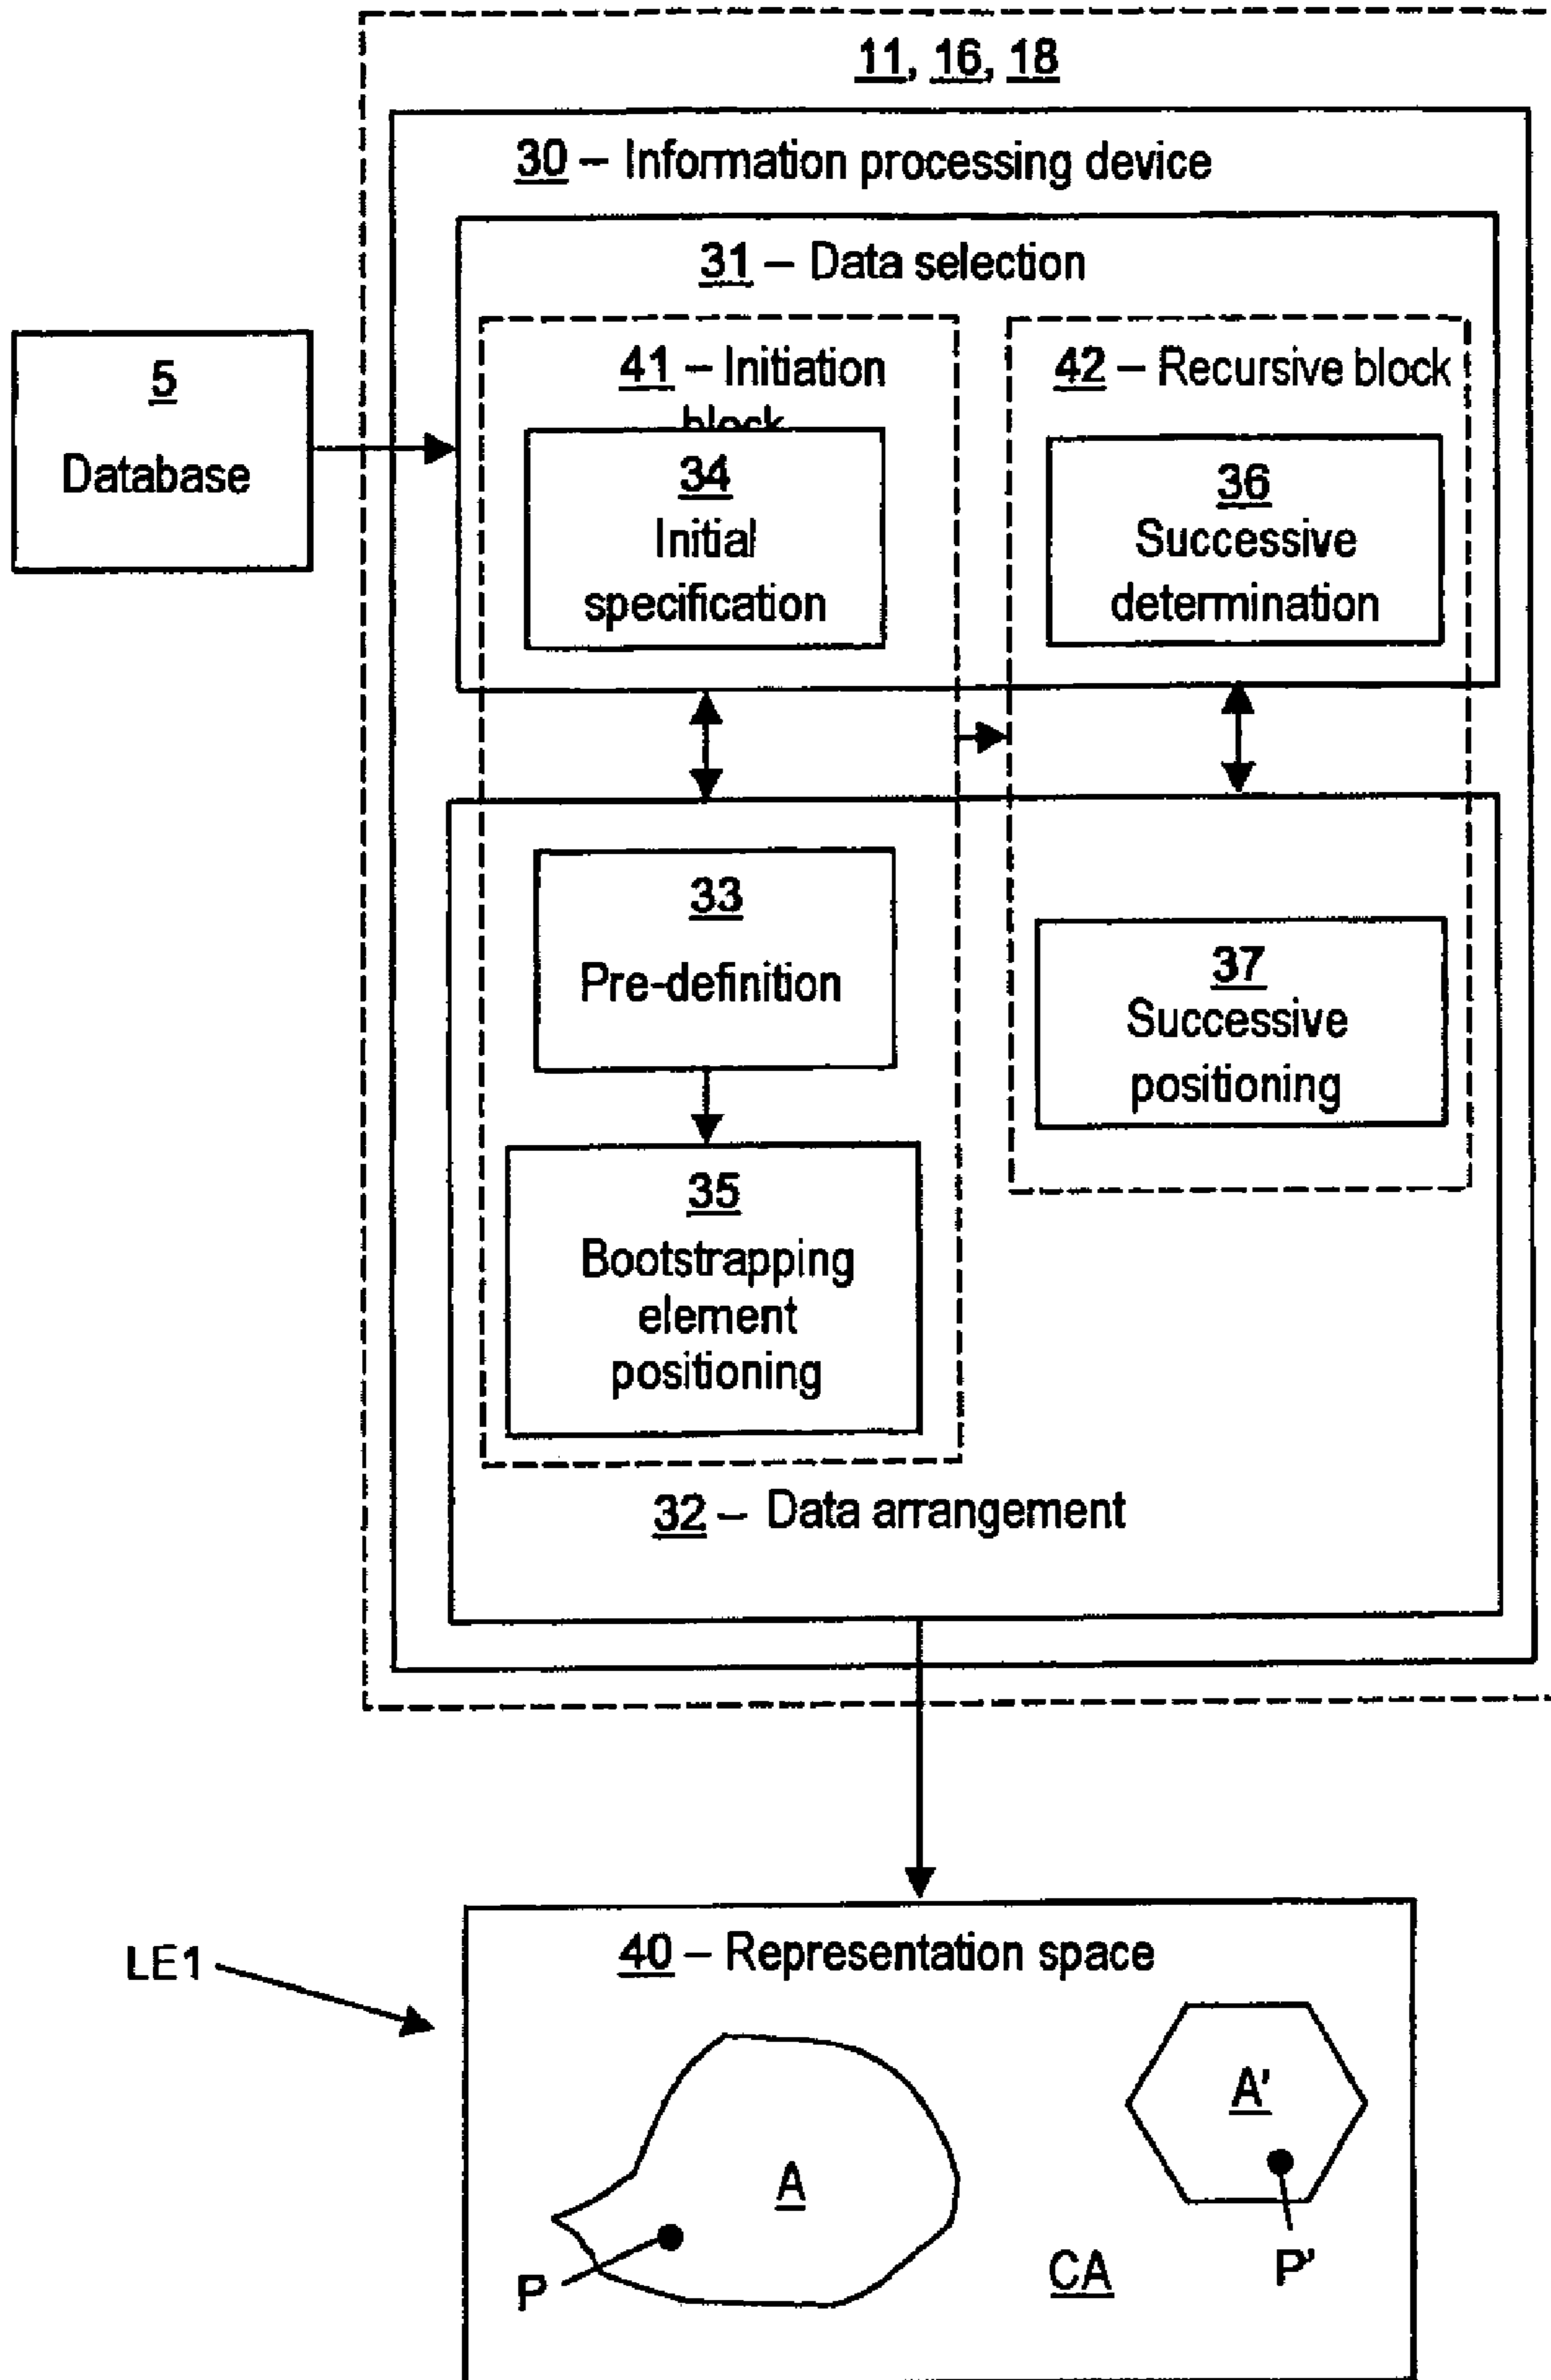 11, 16, 18
30 – Information processing device
31 – Data selection
5
Database
41 – Initiation
block
34
Initial
specification
42 – Recursive block
36
Successive
determination
33
Pre-definition
35
Bootstrapping
element
positioning
37
Successive
positioning
32 – Data arrangement
LE1
40 – Representation space
A
P
A'
P'
CA